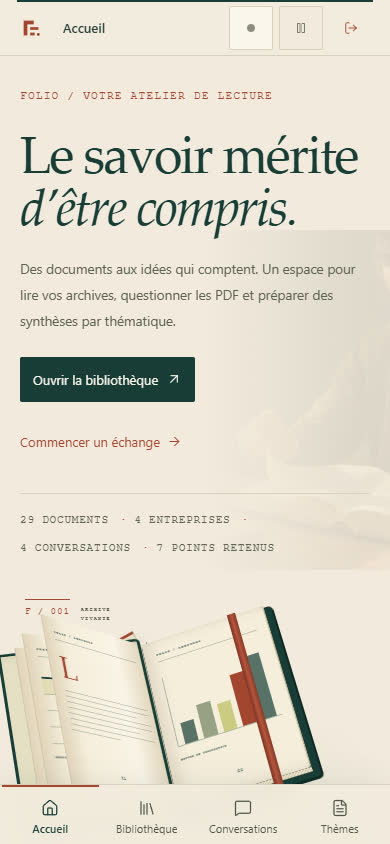 Accueil
FOLIO / VOTRE ATELIER DE LECTURE
Le savoir mérite
d'être compris.
Des documents aux idées qui comptent. Un espace pour
lire vos archives, questionner les PDF et préparer des
synthèses par thématique.
Ouvrir la bibliothèque
Commencer un échange
29 DOCUMENTS · 4 ENTREPRISES ·
4 CONVERSATIONS · 7 POINTS RETENUS
F / 001 ARCHIVE
VIVANTE
L
Accueil Bibliothèque Conversations Thèmes